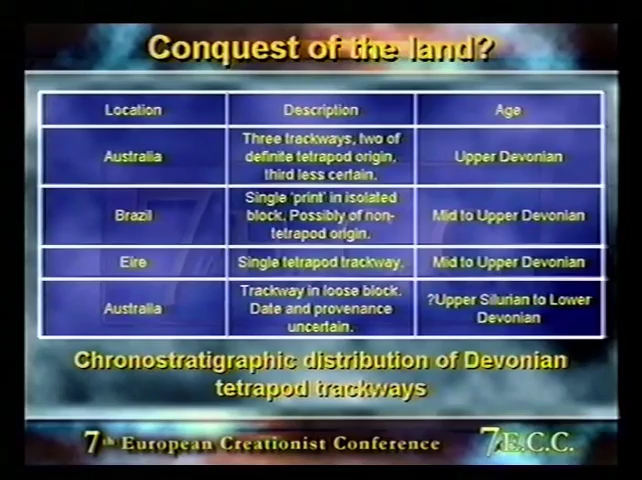 Conquest of the land?
Location
Description
Age
Australia
Three trackways, two of
definite tetrapod origin,
third less certain.
Upper Devonian
Brazil
Single 'print' in isolated
block. Possibly of non-
tetrapod origin.
Mid to Upper Devonian
Eire
Single tetrapod trackway.
Mid to Upper Devonian
Australia
Trackway in loose block.
Date and provenance
uncertain.
?Upper Silurian to Lower
Devonian
Chronostratigraphic distribution of Devonian
tetrapod trackways
7th European Creationist Conference
7E.C.C.